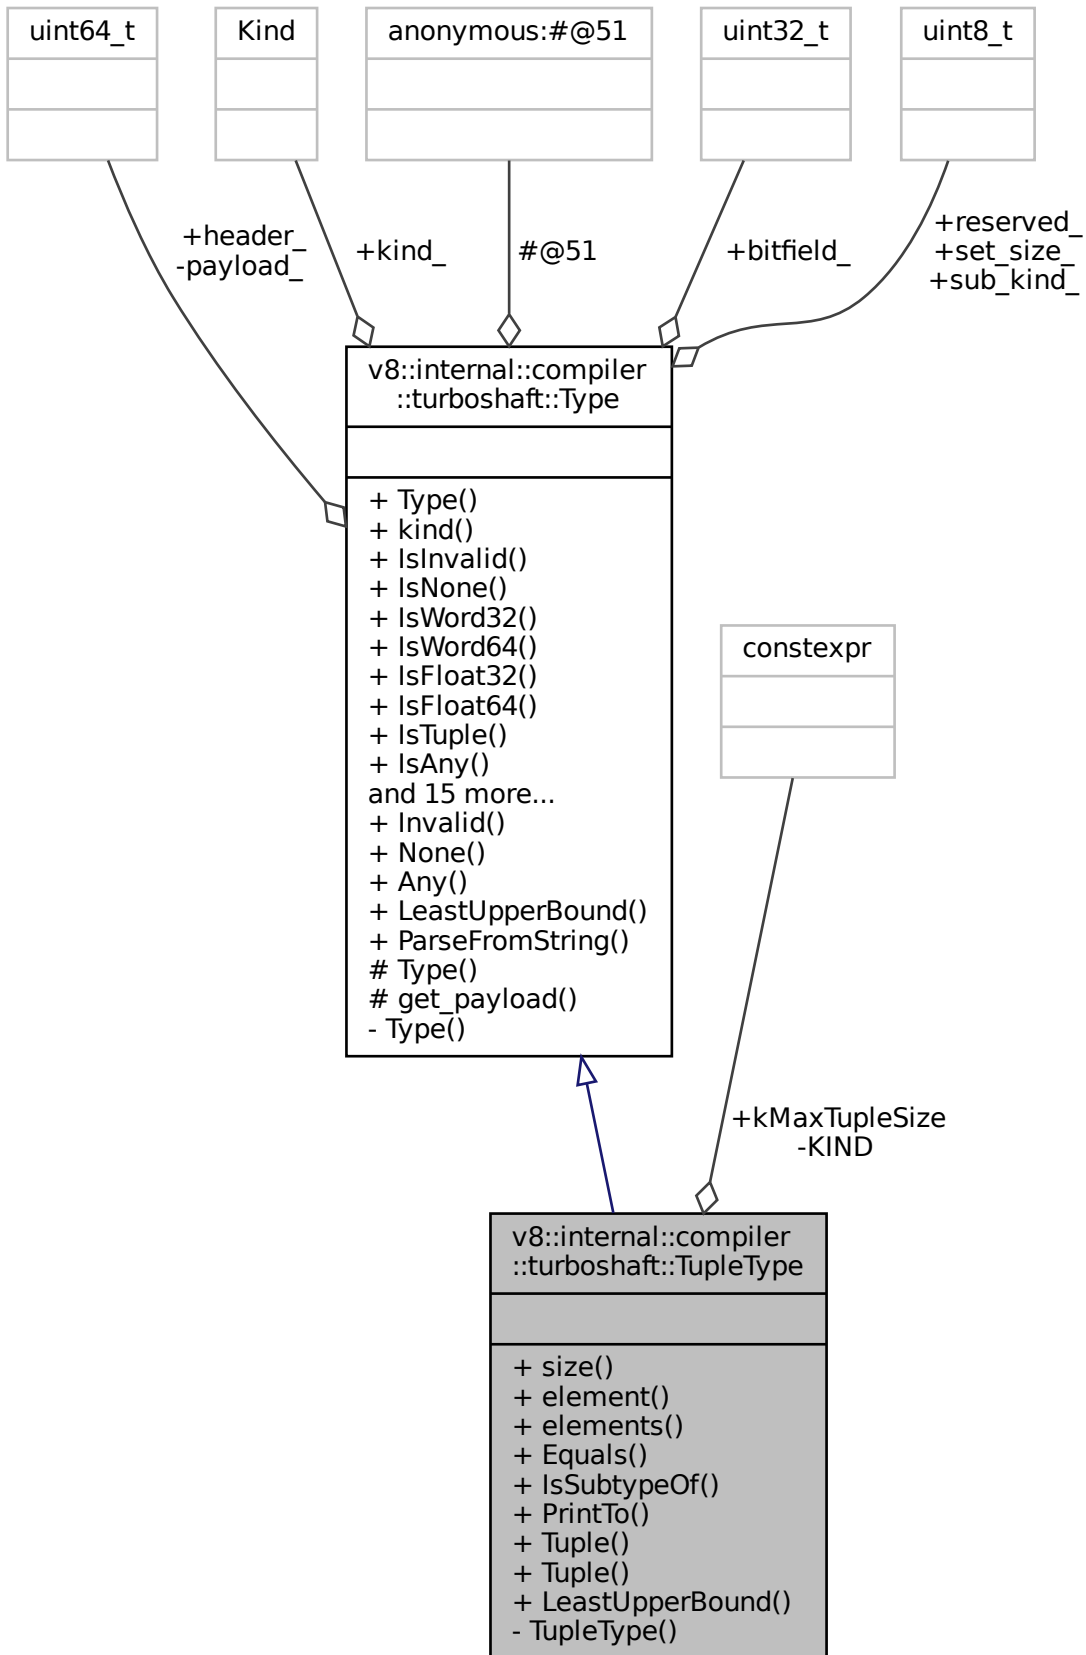 uint64_t
Kind
anonymous:#@51
uint32_t
uint8_t
+header_
-payload_
+kind_
#@51
+bitfield_
+reserved_
+set_size_
+sub_kind_
v8::internal::compiler
::turboshaft::Type
+ Type()
+ kind()
+ IsInvalid()
+ IsNone()
+ IsWord32()
+ IsWord64()
+ IsFloat32()
+ IsFloat64()
+ IsTuple()
+ IsAny()
and 15 more...
+ Invalid()
+ None()
+ Any()
+ LeastUpperBound()
+ ParseFromString()
# Type()
# get_payload()
- Type()
constexpr
+kMaxTupleSize
-KIND
v8::internal::compiler
::turboshaft::TupleType
+ size()
+ element()
+ elements()
+ Equals()
+ IsSubtypeOf()
+ PrintTo()
+ Tuple()
+ Tuple()
+ LeastUpperBound()
- TupleType()